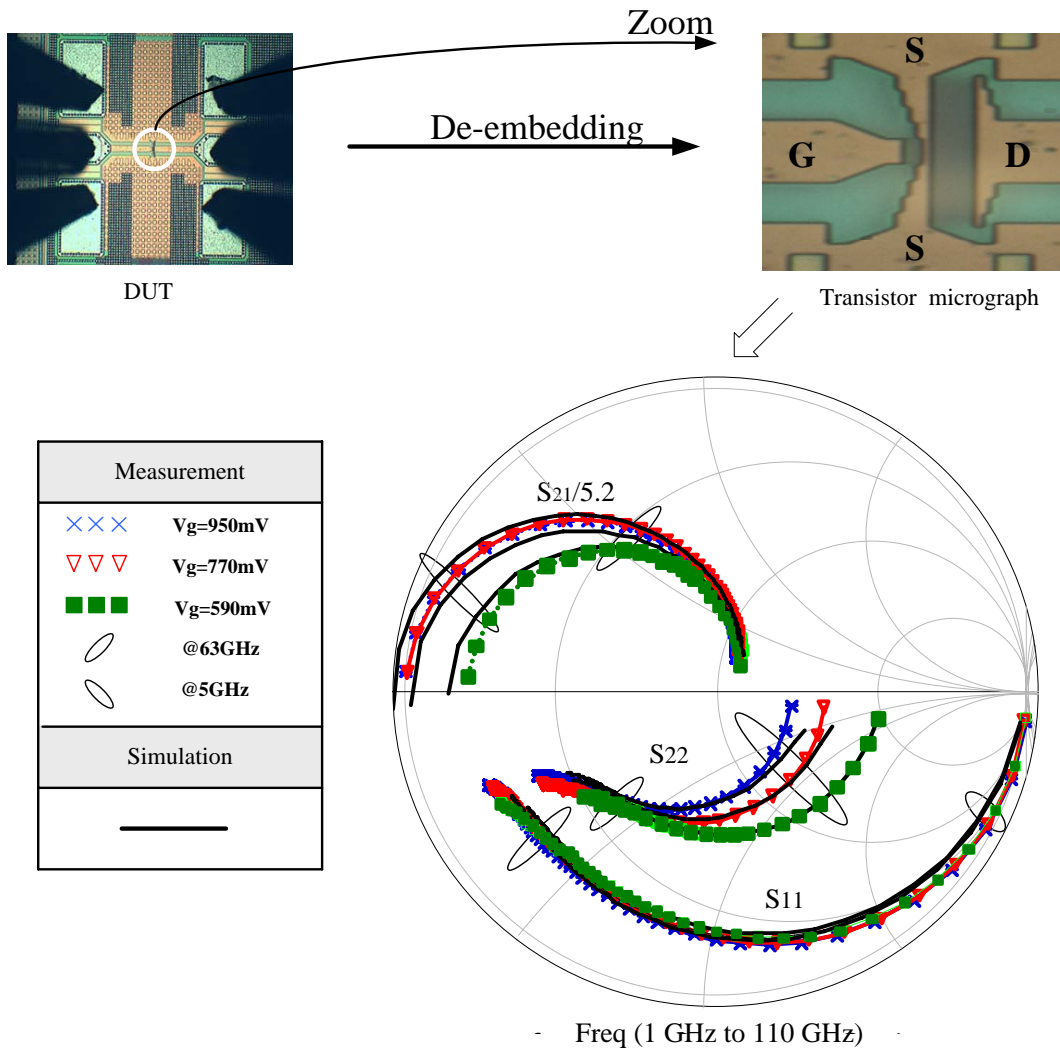 Zoom
De-embedding
DUT
S
G
D
S
Transistor micrograph
Measurement
Vg=950mV
Vg=770mV
Vg=590mV
@63GHz
@5GHz
Simulation
S21/5.2
S22
S11
Freq (1 GHz to 110 GHz)